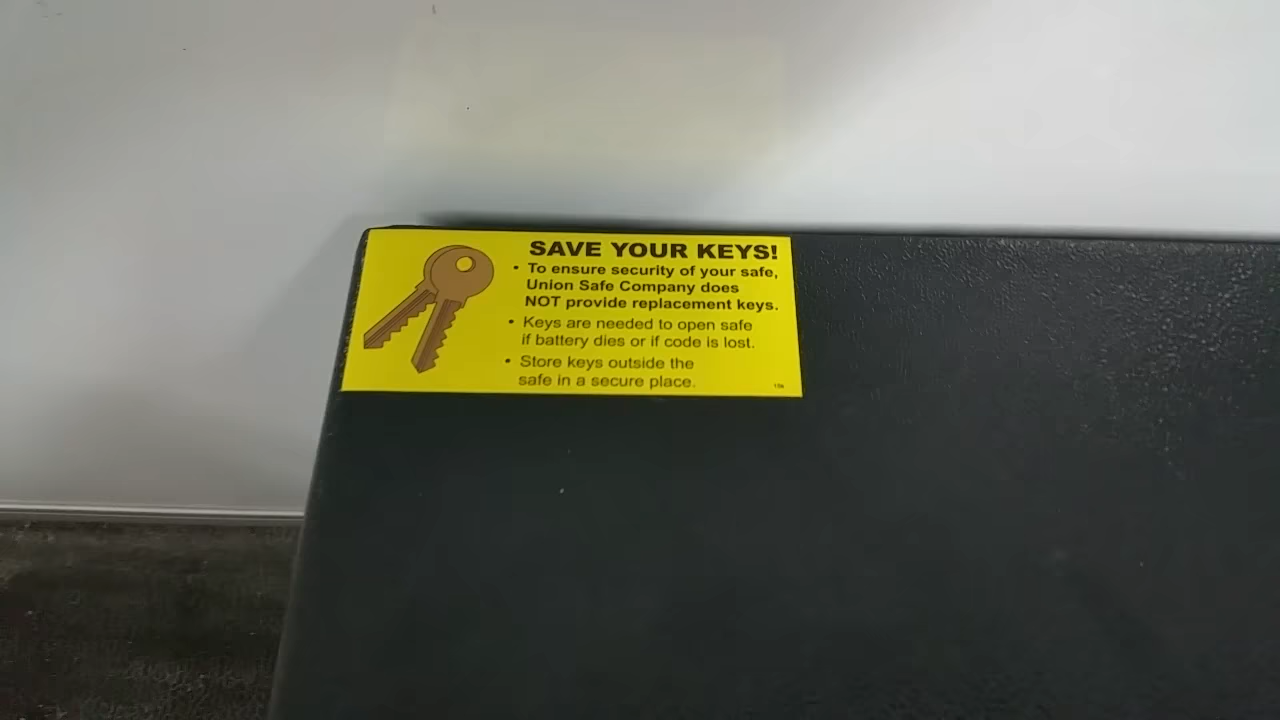 SAVE YOUR KEYS!
• To ensure security of your safe,
Union Safe Company does
NOT provide replacement keys.
• Keys are needed to open safe
if battery dies or if code is lost.
• Store keys outside the
safe in a secure place.